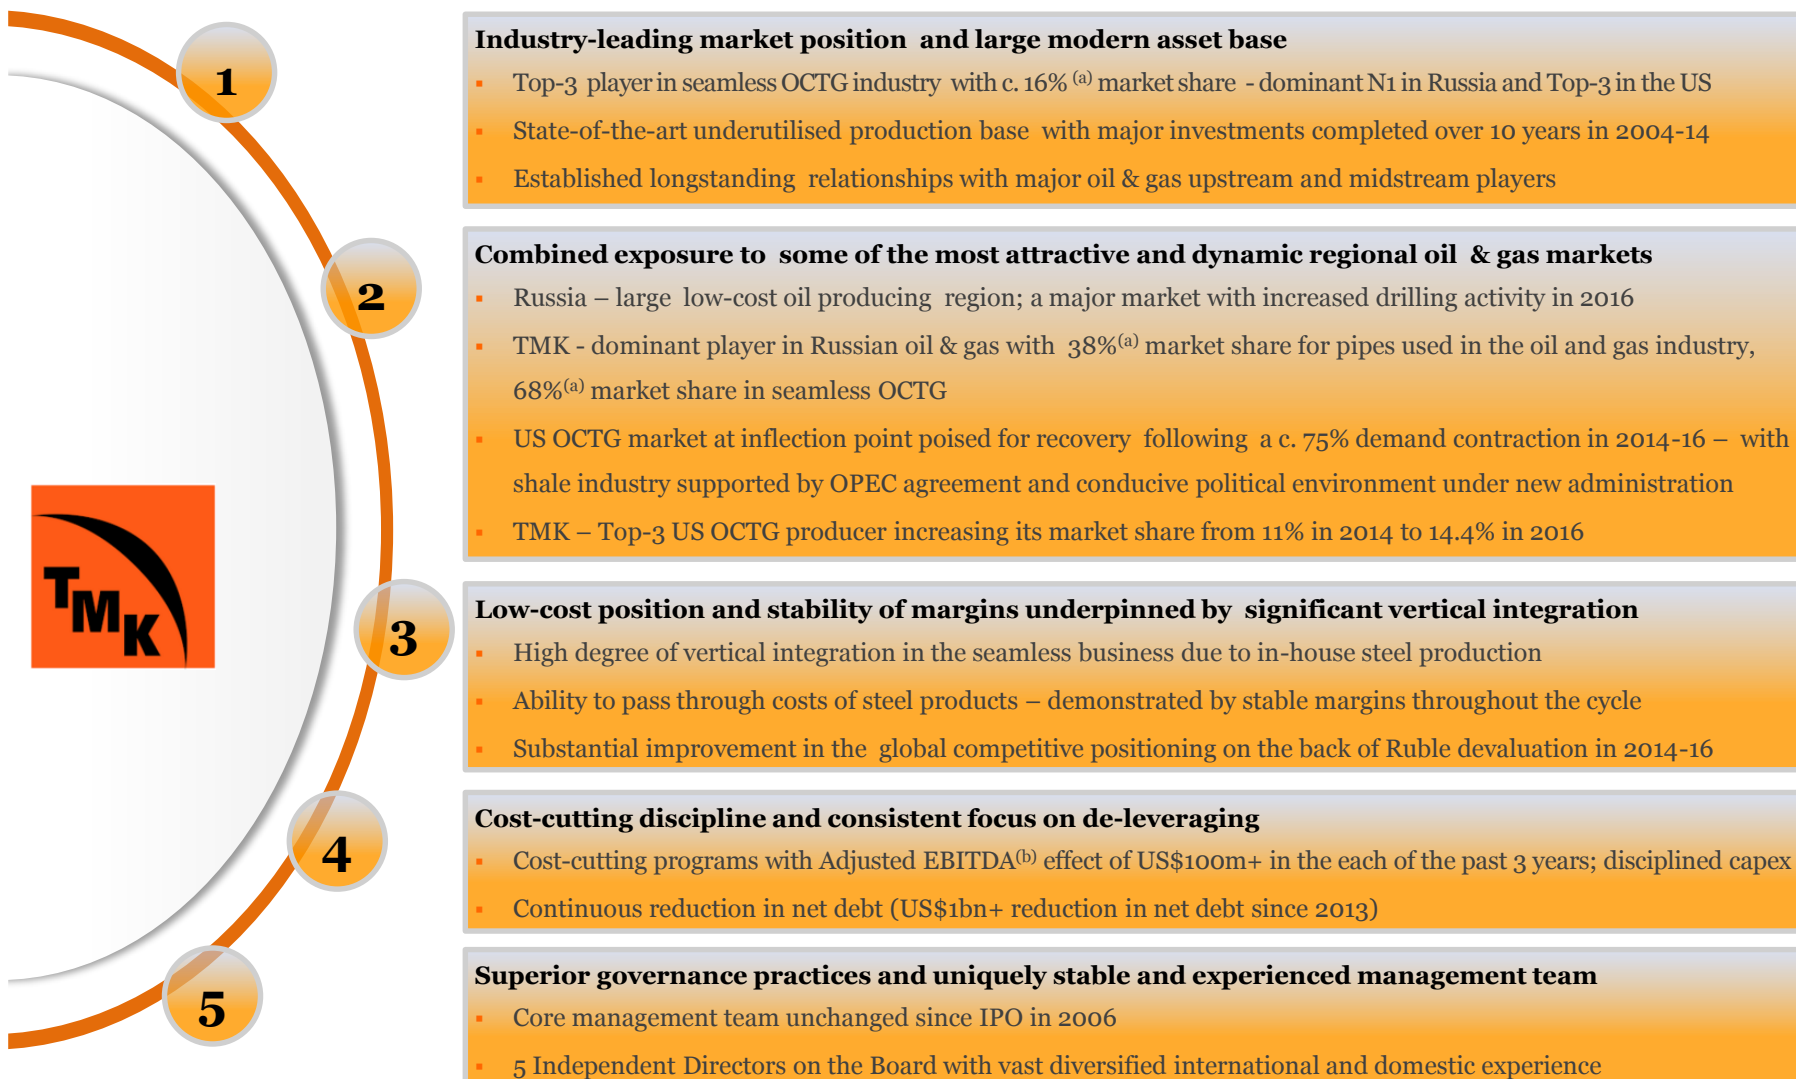 1
Industry-leading market position and large modern asset base
▪ Top-3 player in seamless OCTG industry with c. 16% (a) market share - dominant N1 in Russia and Top-3 in the US
▪ State-of-the-art underutilised production base with major investments completed over 10 years in 2004-14
▪ Established longstanding relationships with major oil & gas upstream and midstream players
2
Combined exposure to some of the most attractive and dynamic regional oil & gas markets
▪ Russia – large low-cost oil producing region; a major market with increased drilling activity in 2016
▪ TMK - dominant player in Russian oil & gas with 38%(a) market share for pipes used in the oil and gas industry,
68%(a) market share in seamless OCTG
▪ US OCTG market at inflection point poised for recovery following a c. 75% demand contraction in 2014-16 – with
shale industry supported by OPEC agreement and conducive political environment under new administration
▪ TMK – Top-3 US OCTG producer increasing its market share from 11% in 2014 to 14.4% in 2016
TMK
3
Low-cost position and stability of margins underpinned by significant vertical integration
▪ High degree of vertical integration in the seamless business due to in-house steel production
▪ Ability to pass through costs of steel products – demonstrated by stable margins throughout the cycle
▪ Substantial improvement in the global competitive positioning on the back of Ruble devaluation in 2014-16
4
Cost-cutting discipline and consistent focus on de-leveraging
▪ Cost-cutting programs with Adjusted EBITDA(b) effect of US$100m+ in the each of the past 3 years; disciplined capex
▪ Continuous reduction in net debt (US$1bn+ reduction in net debt since 2013)
5
Superior governance practices and uniquely stable and experienced management team
▪ Core management team unchanged since IPO in 2006
▪ 5 Independent Directors on the Board with vast diversified international and domestic experience